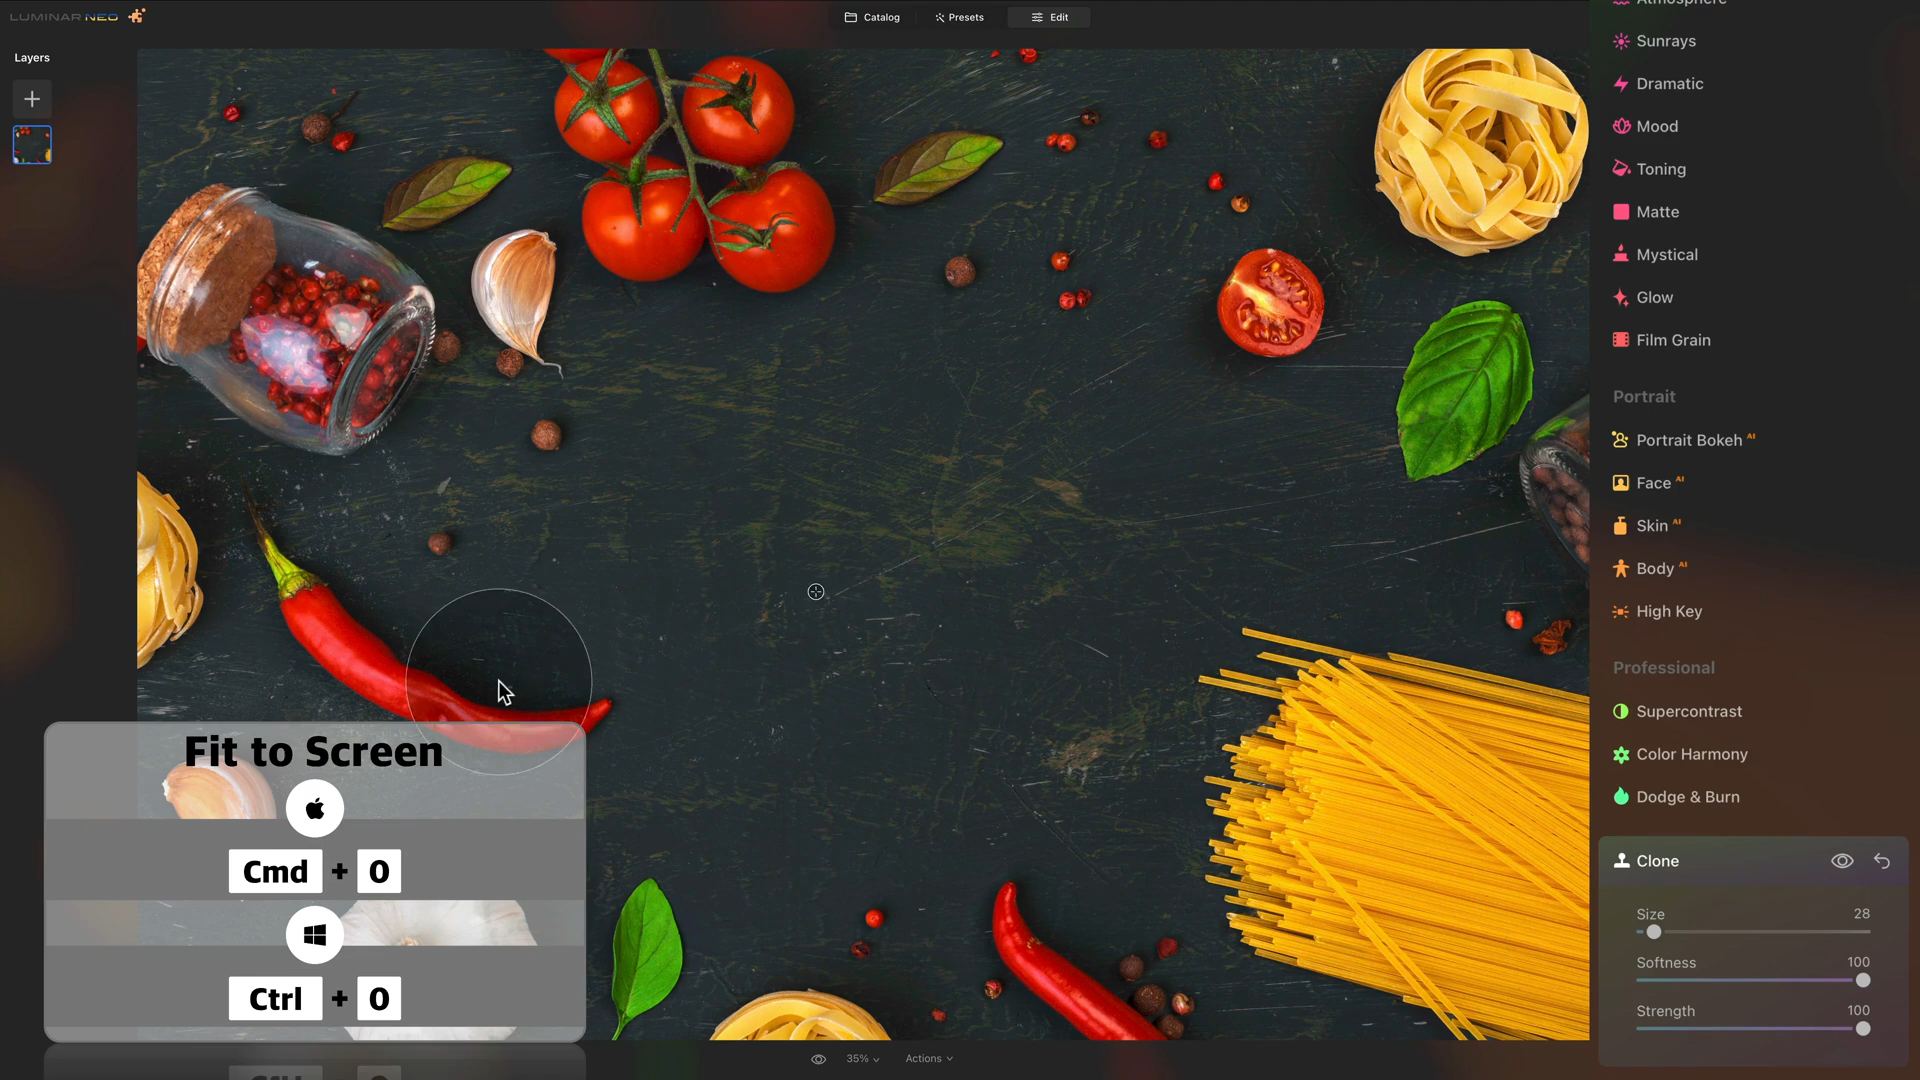 LUMINAR NEO
Catalog
Presets
Edit
Layers
Atmosphere
Sunrays
Dramatic
Mood
Toning
Matte
Mystical
Glow
Film Grain
Portrait
Portrait Bokeh AI
Face AI
Skin AI
Body AI
High Key
Professional
Supercontrast
Color Harmony
Dodge & Burn
Clone
Size 28
Softness 100
Strength 100
Fit to Screen
Cmd + 0
Ctrl + 0
35%
Actions